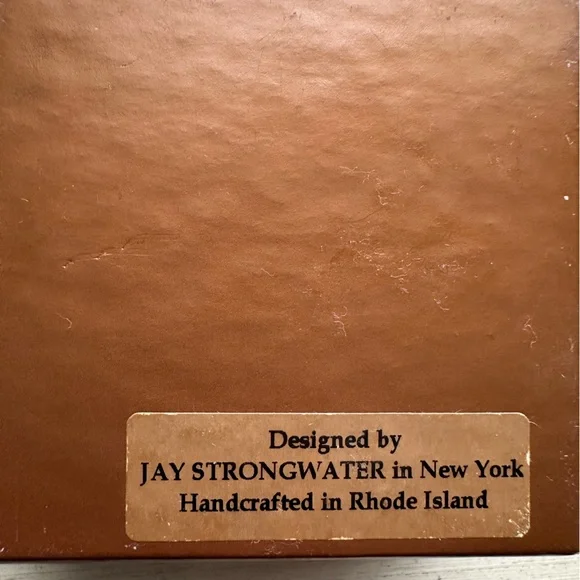 Designed by
JAY STRONGWATER in New York
Handcrafted in Rhode Island